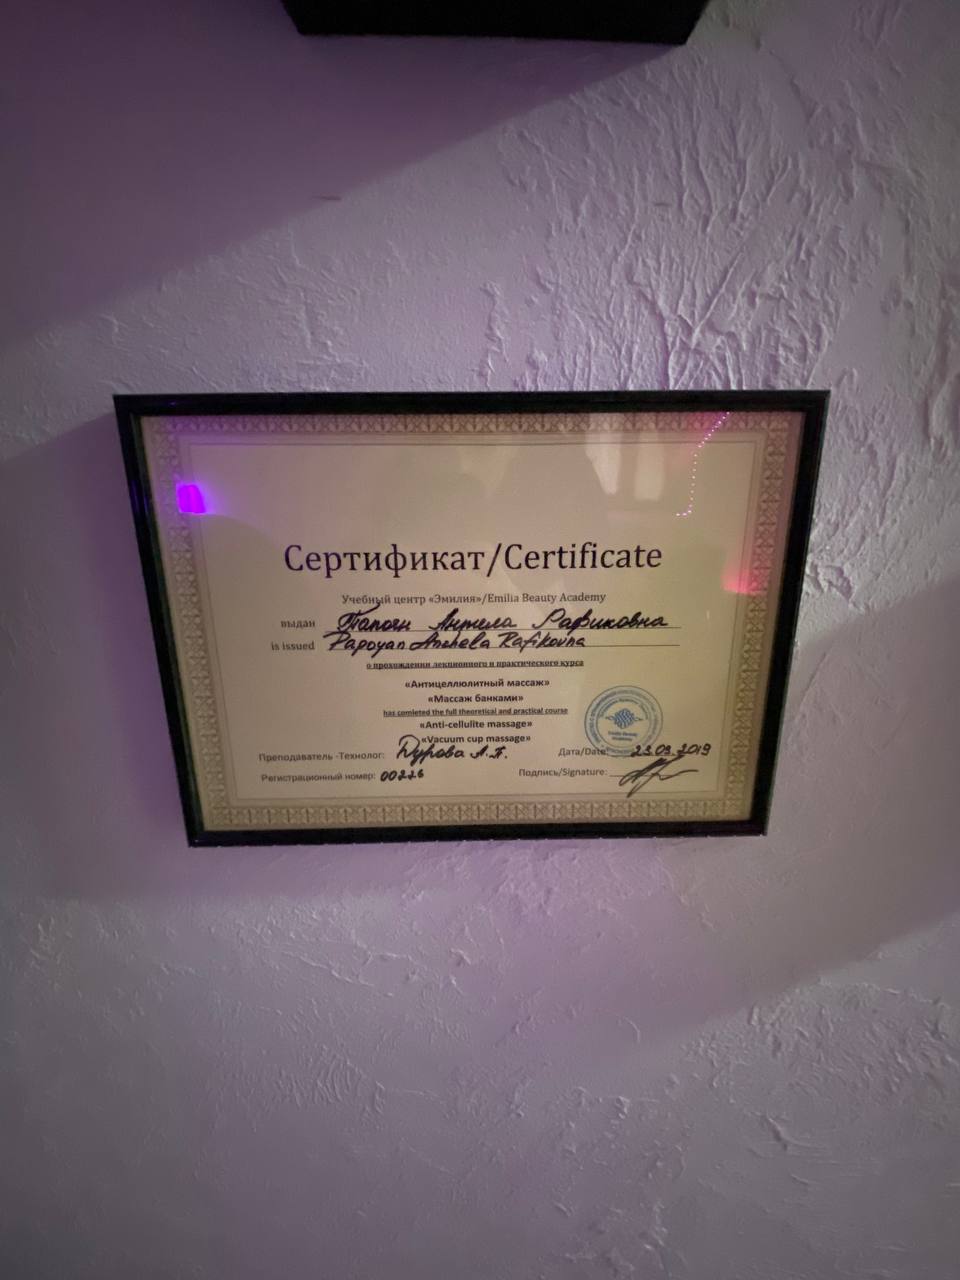 Сертификат/Certificate
Учебный центр «Эмилия»/Emilia Beauty Academy
выдан Папоян Анжела Рафиковна
is issued Papoyan Anzhela Rafikovna
о прохождении лекционного и практического курса
«Антицеллюлитный массаж»
«Массаж банками»
has comleted the full theoretical and practical course
«Anti-cellulite massage»
«Vacuum cup massage»
Преподаватель -Технолог: Дурова А.П. Дата/Date: 23.03.2019
Регистрационный номер: 00226 Подпись/Signature:
Emilia Beauty
Academy